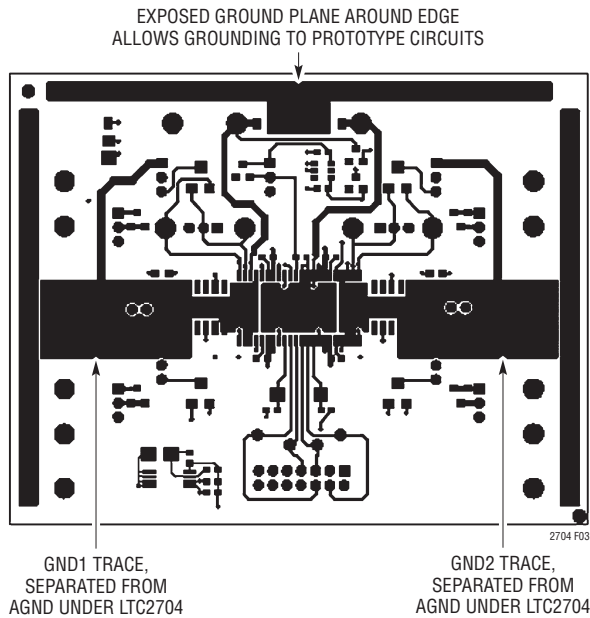 EXPOSED GROUND PLANE AROUND EDGE
ALLOWS GROUNDING TO PROTOTYPE CIRCUITS
2704 F03
GND1 TRACE,
SEPARATED FROM
AGND UNDER LTC2704
GND2 TRACE,
SEPARATED FROM
AGND UNDER LTC2704